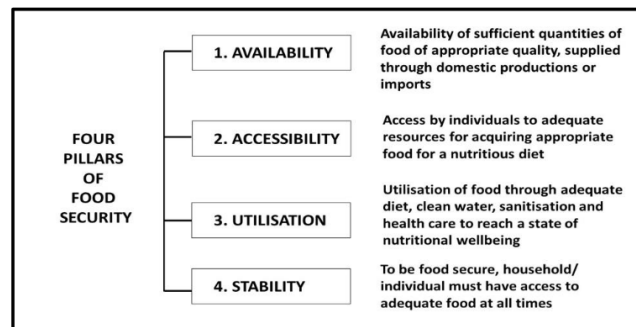 FOUR
PILLARS
OF
FOOD
SECURITY
1. AVAILABILITY
Availability of sufficient quantities of
food of appropriate quality, supplied
through domestic productions or
imports
2. ACCESSIBILITY
Access by individuals to adequate
resources for acquiring appropriate
food for a nutritious diet
3. UTILISATION
Utilisation of food through adequate
diet, clean water, sanitisation and
health care to reach a state of
nutritional wellbeing
4. STABILITY
To be food secure, household/
individual must have access to
adequate food at all times